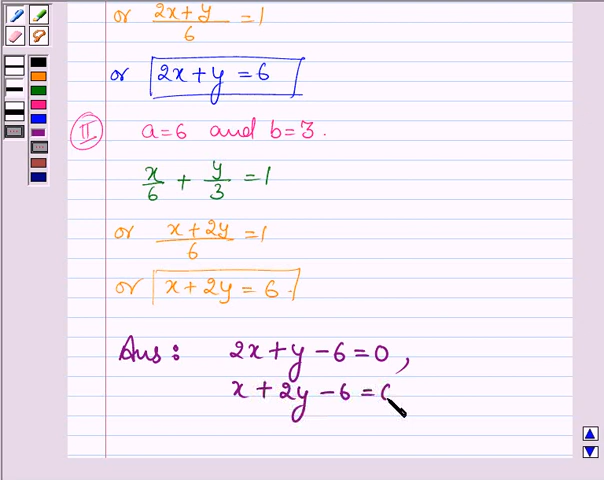 or (2x+y)/6 = 1
or 2x+y = 6
II a=6 and b=3.
x/6 + y/3 = 1
or (x+2y)/6 = 1
or x+2y = 6.
Ans: 2x+y-6=0,
x+2y-6=